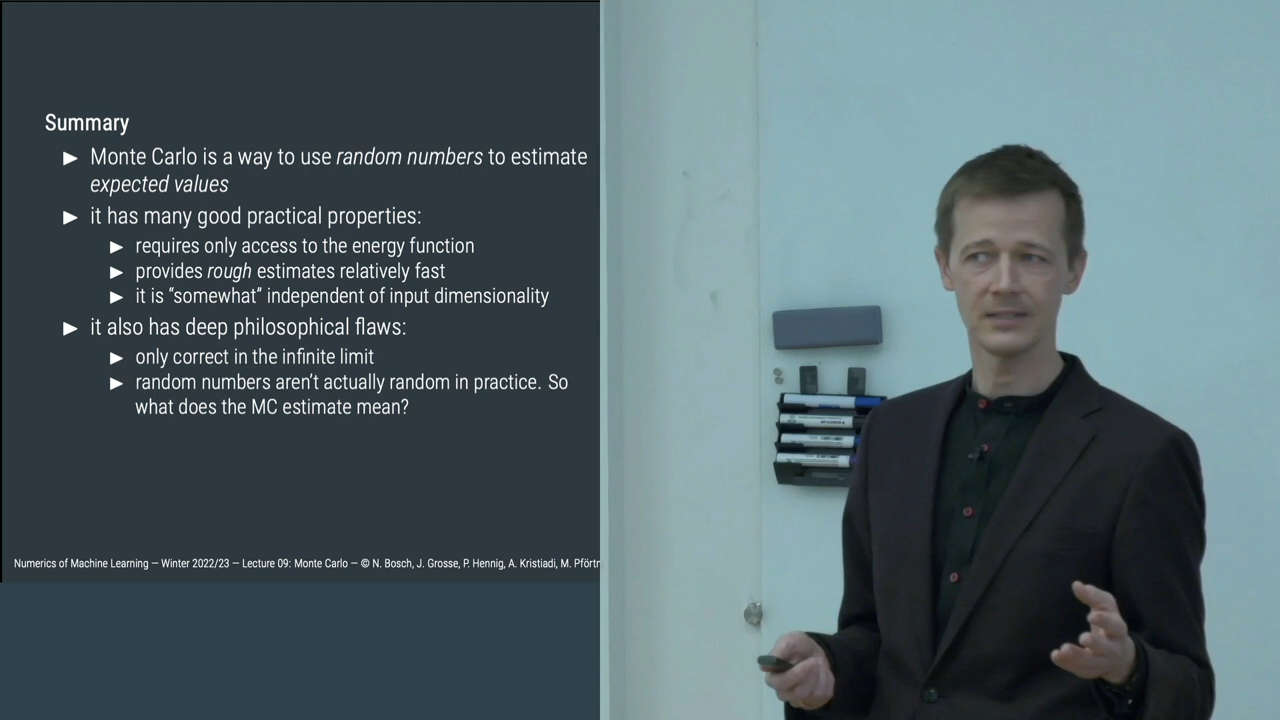 Summary
▶ Monte Carlo is a way to use random numbers to estimate
expected values
▶ it has many good practical properties:
▶ requires only access to the energy function
▶ provides rough estimates relatively fast
▶ it is “somewhat” independent of input dimensionality
▶ it also has deep philosophical flaws:
▶ only correct in the infinite limit
▶ random numbers aren’t actually random in practice. So
what does the MC estimate mean?
Numerics of Machine Learning — Winter 2022/23 — Lecture 09: Monte Carlo — © N. Bosch, J. Grosse, P. Hennig, A. Kristiadi, M. Pförtn